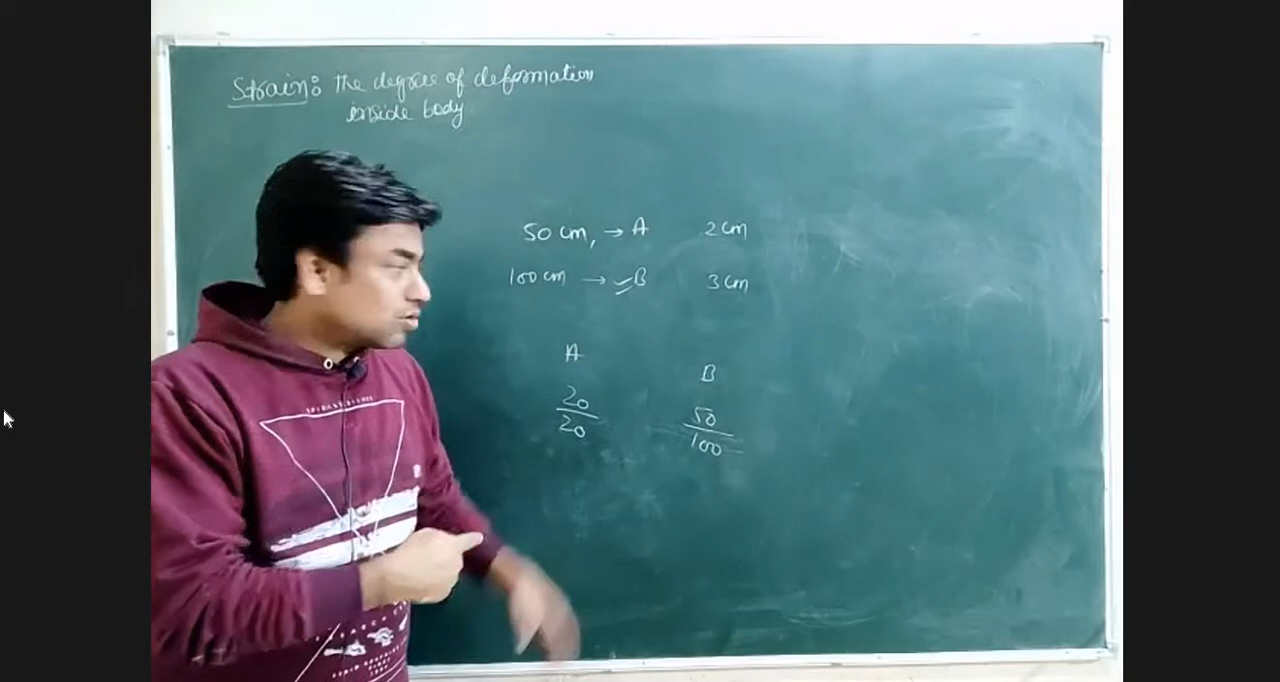 Strain: the degree of deformation
inside body
50 cm, → A 2 cm
100 cm → ✓B 3 cm
A
B
20
20
50
100